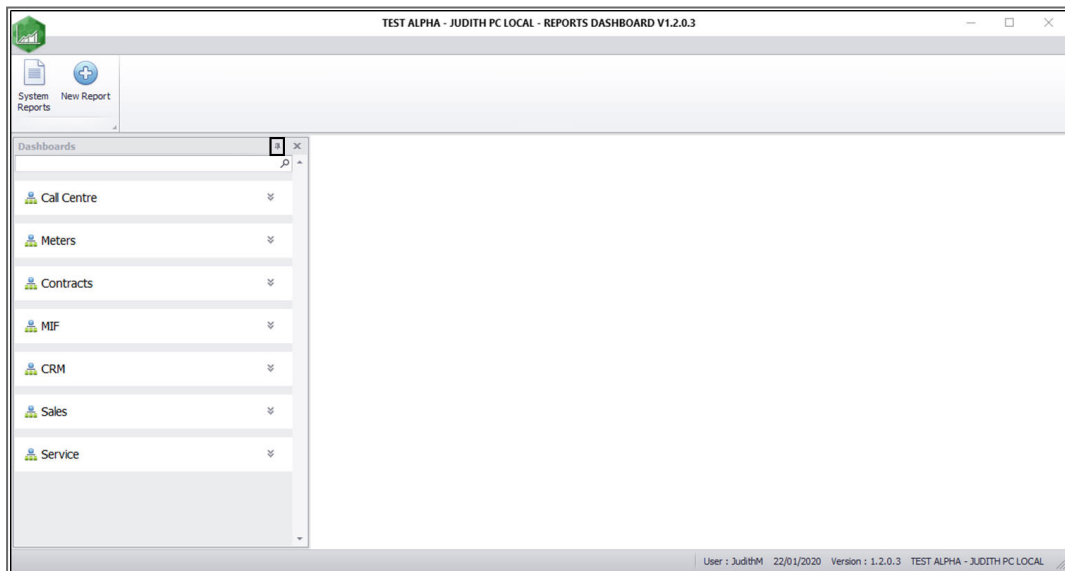 TEST ALPHA - JUDITH PC LOCAL - REPORTS DASHBOARD V1.2.0.3
System Reports
New Report
Dashboards
Call Centre
Meters
Contracts
MIF
CRM
Sales
Service
User : JudithM 22/01/2020 Version : 1.2.0.3 TEST ALPHA - JUDITH PC LOCAL